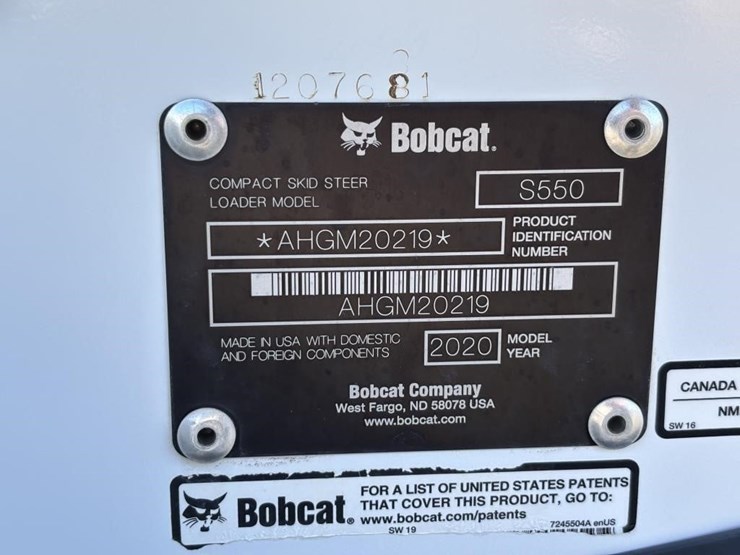 1207681
Bobcat.
COMPACT SKID STEER
LOADER MODEL
S550
*AHGM20219*
PRODUCT
IDENTIFICATION
NUMBER
AHGM20219
MADE IN USA WITH DOMESTIC
AND FOREIGN COMPONENTS
2020
MODEL
YEAR
Bobcat Company
West Fargo, ND 58078 USA
www.bobcat.com
CANADA
NM
SW 16
Bobcat.
FOR A LIST OF UNITED STATES PATENTS
THAT COVER THIS PRODUCT, GO TO:
www.bobcat.com/patents
SW 19
7245504A enUS